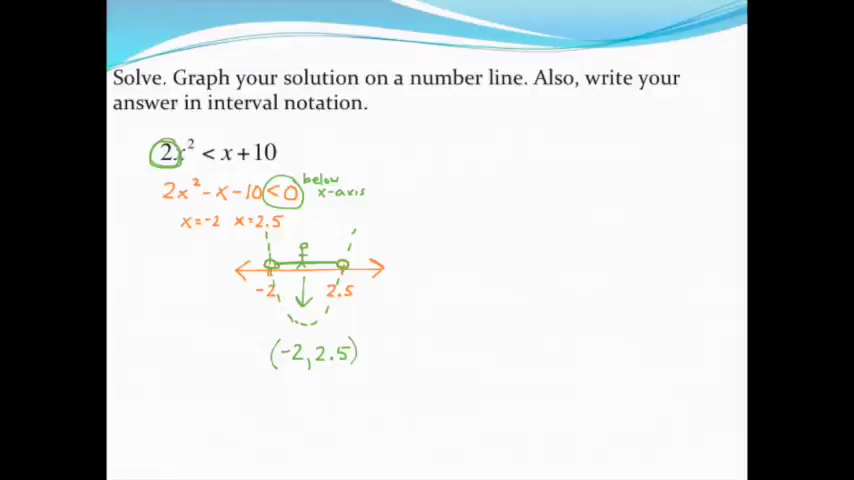 Solve. Graph your solution on a number line. Also, write your
answer in interval notation.
2x² < x + 10
2x² - x - 10 < 0 below x-axis
x = -2 x = 2.5
-2 2.5
(-2, 2.5)